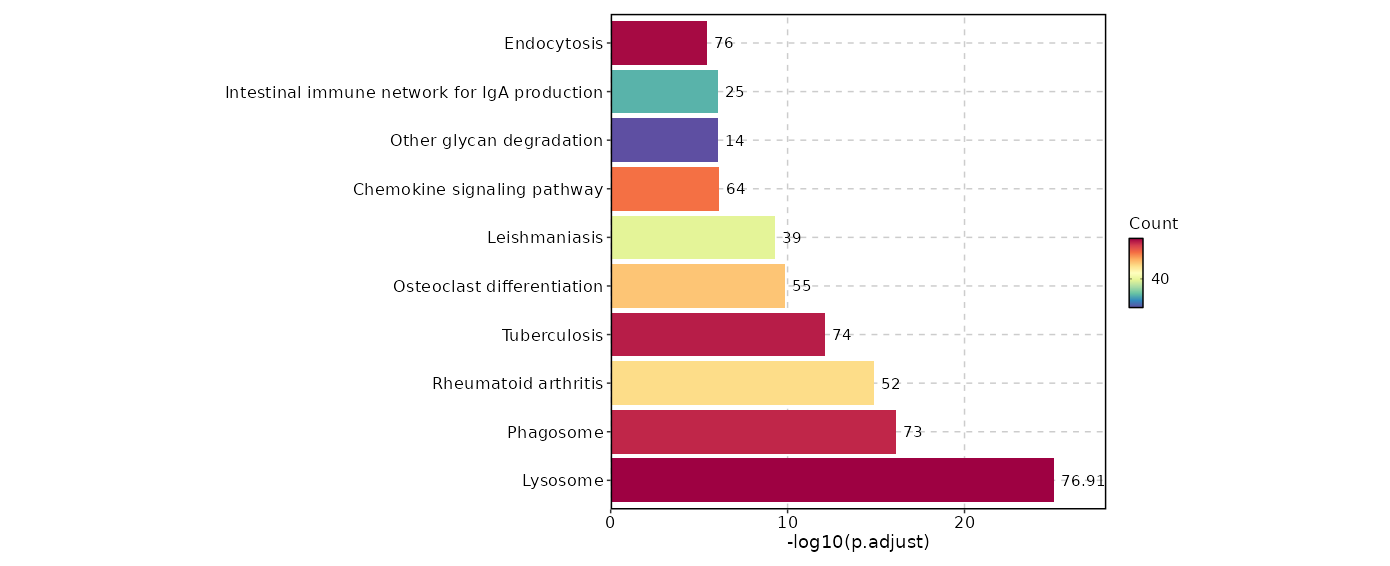 Endocytosis
76
Intestinal immune network for IgA production
25
Other glycan degradation
14
Chemokine signaling pathway
64
Leishmaniasis
39
Osteoclast differentiation
55
Tuberculosis
74
Rheumatoid arthritis
52
Phagosome
73
Lysosome
76.91
0 10 20
-log10(p.adjust)
Count
40